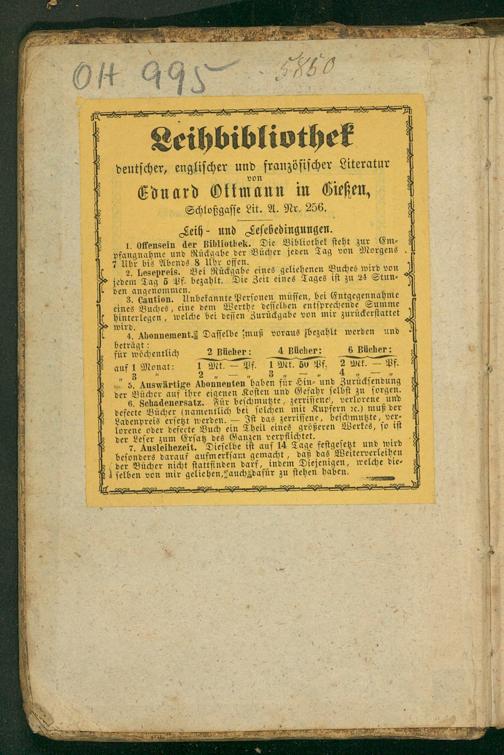 OH 995
5850
Leihbibliothek
deutscher, englischer und französischer Literatur
von
Eduard Ottmann in Gießen,
Schloßgasse Lit. A. Nr. 256.
Leih- und Lesebedingungen.
1. Offensein der Bibliothek. Die Bibliothek steht zur Em-
pfangnahme und Rückgabe der Bücher jeden Tag von Morgens
7 Uhr bis Abends 8 Uhr offen.
2. Lesepreis. Bei Rückgabe eines geliehenen Buches wird von
jedem Tag 5 Pf. bezahlt. Die Zeit eines Tages ist zu 24 Stun-
den angenommen.
3. Caution. Unbekannte Personen müssen, bei Entgegennahme
eines Buches, eine dem Werthe desselben entsprechende Summe
hinterlegen, welche bei dessen Zurückgabe von mir zurückerstattet
wird.
4. Abonnement. Dasselbe muß voraus bezahlt werden und
beträgt:
für wöchentlich 2 Bücher: 4 Bücher: 6 Bücher:
auf 1 Monat: 1 Mk. — Pf. 1 Mk. 50 Pf. 2 Mk. — Pf.
„ 3 „ 2 „ — „ 3 „ — „ 4 „ — „
5. Auswärtige Abonnenten haben für Hin- und Zurücksendung
der Bücher auf ihre eigenen Kosten und Gefahr selbst zu sorgen.
6. Schadenersatz. Für beschmutzte, zerrissene, verlorene und
defecte Bücher (namentlich bei solchen mit Kupfern ꝛc.) muß der
Ladenpreis ersetzt werden. — Ist das zerrissene, beschmutzte, ver-
lorene oder defecte Buch ein Theil eines größeren Werkes, so ist
der Leser zum Ersatz des Ganzen verpflichtet.
7. Ausleihezeit. Dieselbe ist auf 14 Tage festgesetzt und wird
besonders darauf aufmerksam gemacht, daß das Weiterverleihen
der Bücher nicht stattfinden darf, indem Diejenigen, welche die-
selben von mir geliehen, auch dafür zu stehen haben.